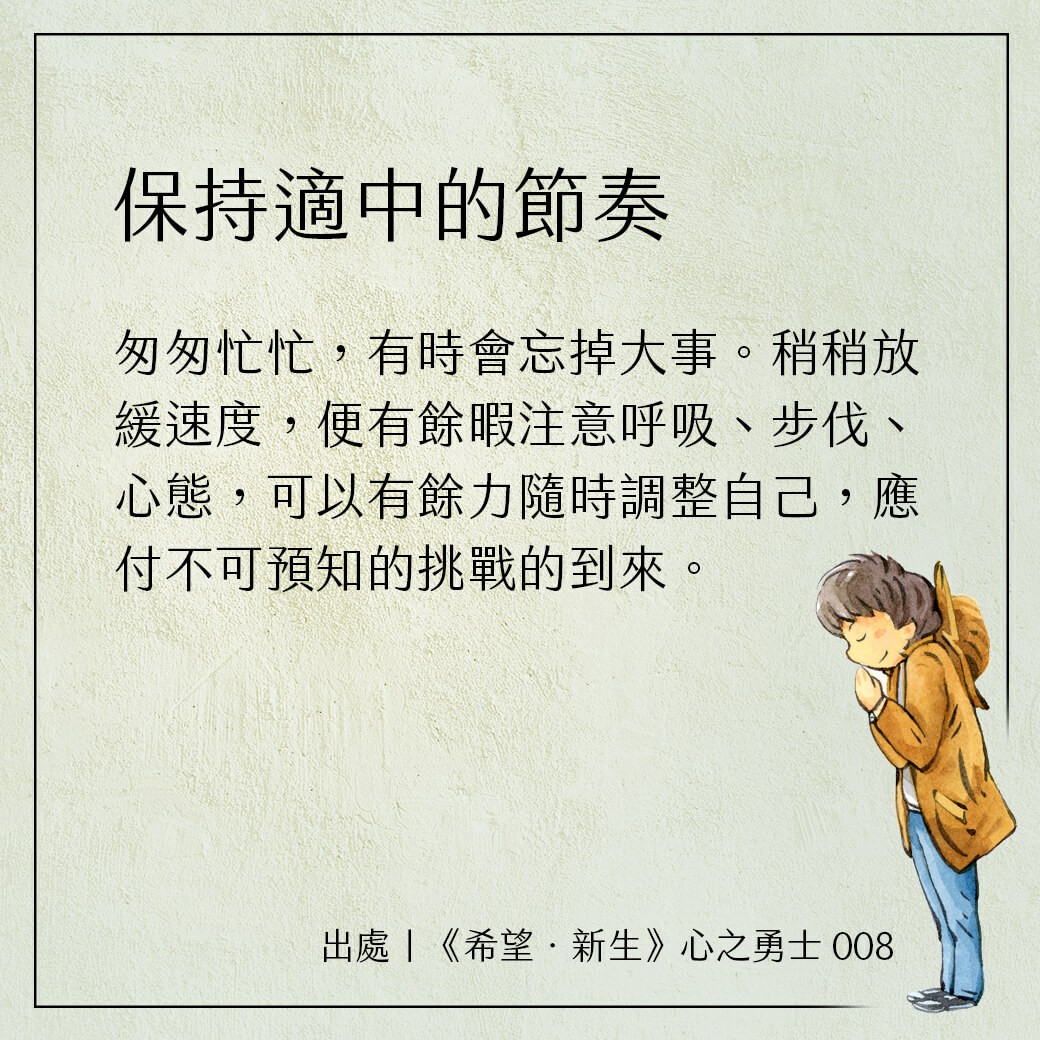 保持適中的節奏
匆匆忙忙，有時會忘掉大事。稍稍放
緩速度，便有餘暇注意呼吸、步伐、
心態，可以有餘力隨時調整自己，應
付不可預知的挑戰的到來。
出處｜《希望．新生》心之勇士 008